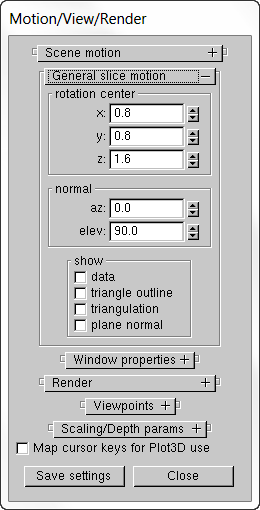 Motion/View/Render
Scene motion +
General slice motion −
rotation center
x: 0.8
y: 0.8
z: 1.6
normal
az: 0.0
elev: 90.0
show
data
triangle outline
triangulation
plane normal
Window properties +
Render +
Viewpoints +
Scaling/Depth params +
Map cursor keys for Plot3D use
Save settings Close